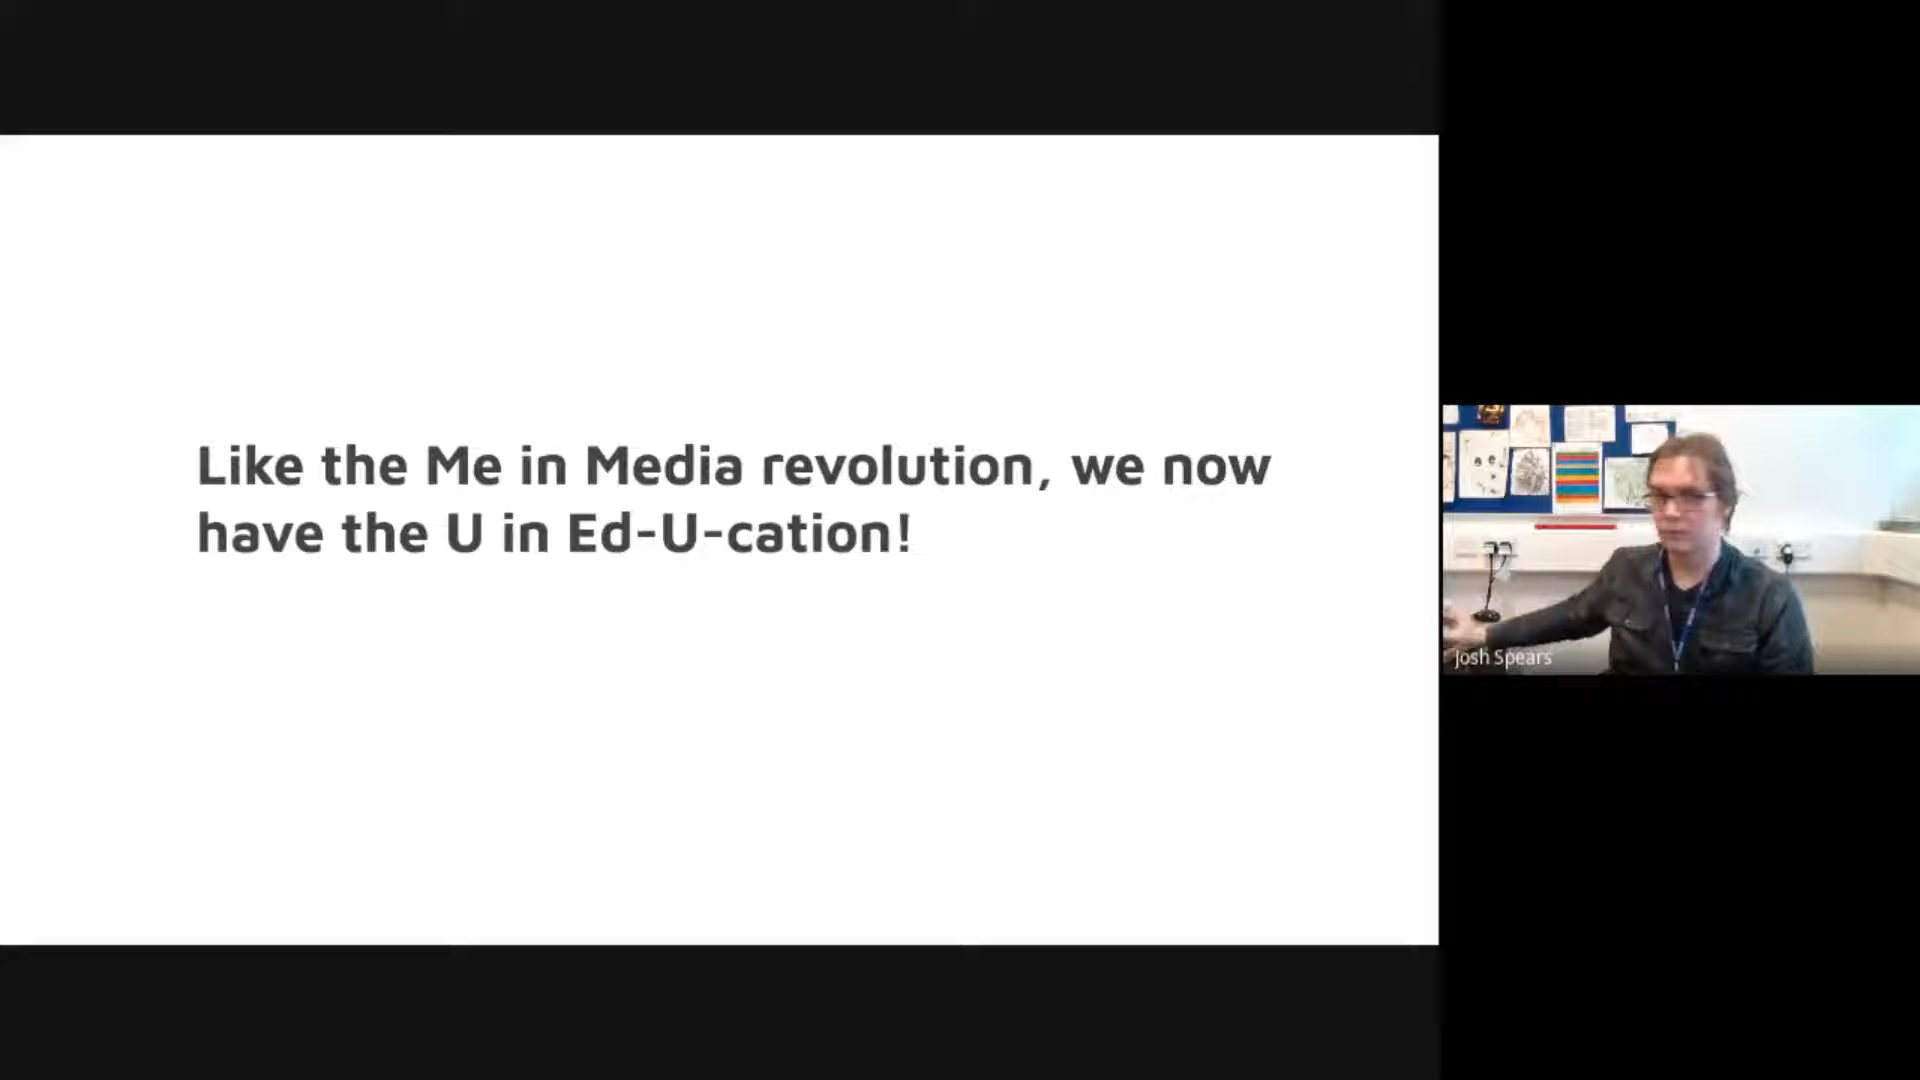 Like the Me in Media revolution, we now
have the U in Ed-U-cation!
Josh Spears